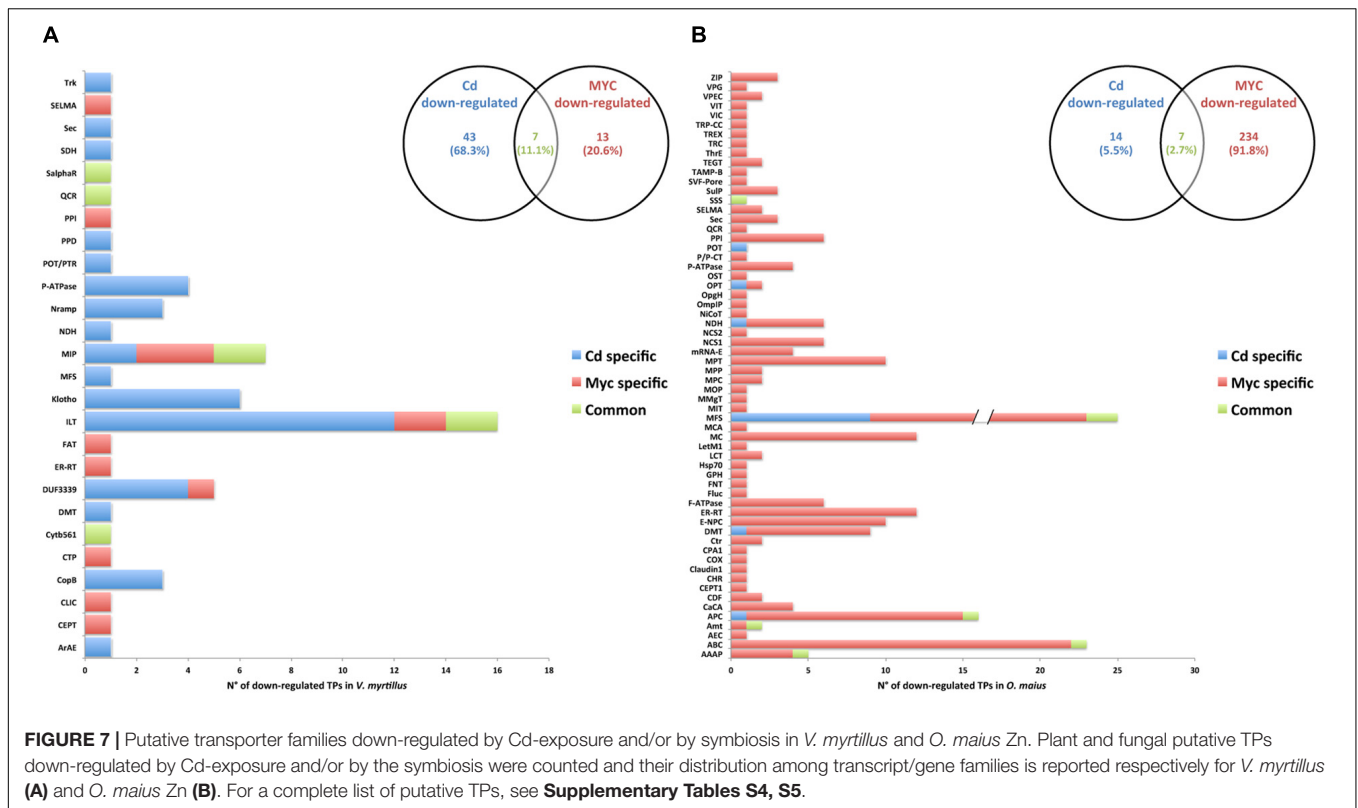 A
Trk
SELMA
Sec
SDH
SalphaR
QCR
PPI
PPD
POT/PTR
P-ATPase
Nramp
NDH
MIP
MFS
Klotho
ILT
FAT
ER-RT
DUF3339
DMT
Cytb561
CTP
CopB
CLIC
CEPT
ArAE
0 2 4 6 8 10 12 14 16 18
N° of down-regulated TPs in V. myrtillus
Cd
down-regulated
MYC
down-regulated
43
(68.3%)
7
(11.1%)
13
(20.6%)
Cd specific
Myc specific
Common
B
ZIP
VPG
VPEC
VIT
VIC
TRP-CC
TREX
TRC
ThrE
TEGT
TAMP-B
SVF-Pore
SulP
SSS
SELMA
Sec
QCR
PPI
POT
P/P-CT
P-ATPase
OST
OPT
OpgH
OmpIP
NiCoT
NDH
NCS2
NCS1
mRNA-E
MPT
MPP
MPC
MOP
MMgT
MIT
MFS
MCA
MC
LetM1
LCT
Hsp70
GPH
FNT
Fluc
F-ATPase
ER-RT
E-NPC
DMT
Ctr
CPA1
COX
Claudin1
CHR
CEPT1
CDF
CaCA
APC
Amt
AEC
ABC
AAAP
0 5 10 15 20 25 30
N° of down-regulated TPs in O. maius
Cd
down-regulated
MYC
down-regulated
14
(5.5%)
7
(2.7%)
234
(91.8%)
Cd specific
Myc specific
Common
FIGURE 7 | Putative transporter families down-regulated by Cd-exposure and/or by symbiosis in V. myrtillus and O. maius Zn. Plant and fungal putative TPs
down-regulated by Cd-exposure and/or by the symbiosis were counted and their distribution among transcript/gene families is reported respectively for V. myrtillus
(A) and O. maius Zn (B). For a complete list of putative TPs, see Supplementary Tables S4, S5.